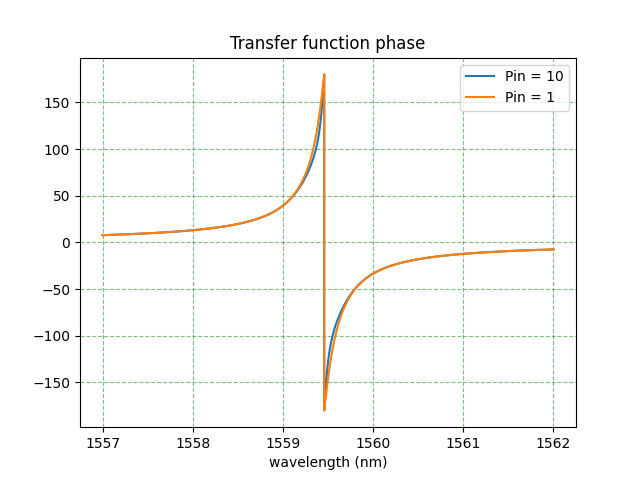 Transfer function phase
Pin = 10
Pin = 1
150
100
50
0
−50
−100
−150
1557 1558 1559 1560 1561 1562
wavelength (nm)